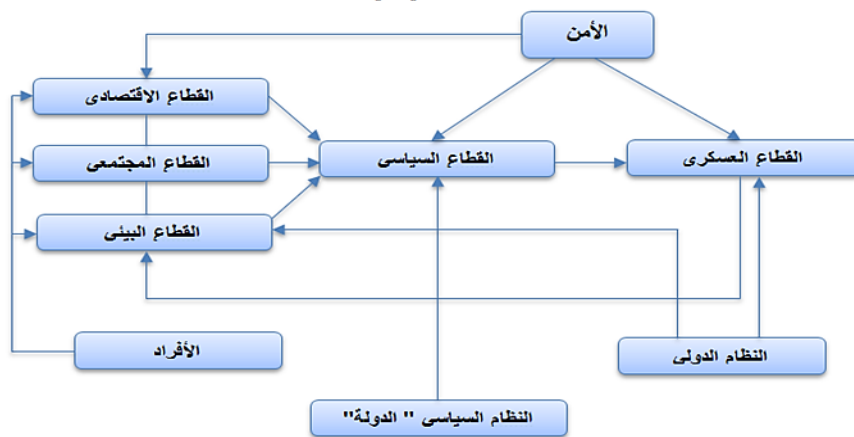 الأمن
القطاع الاقتصادى
القطاع المجتمعى
القطاع السياسى
القطاع العسكرى
القطاع البيئى
الأفراد
النظام الدولى
النظام السياسى " الدولة"